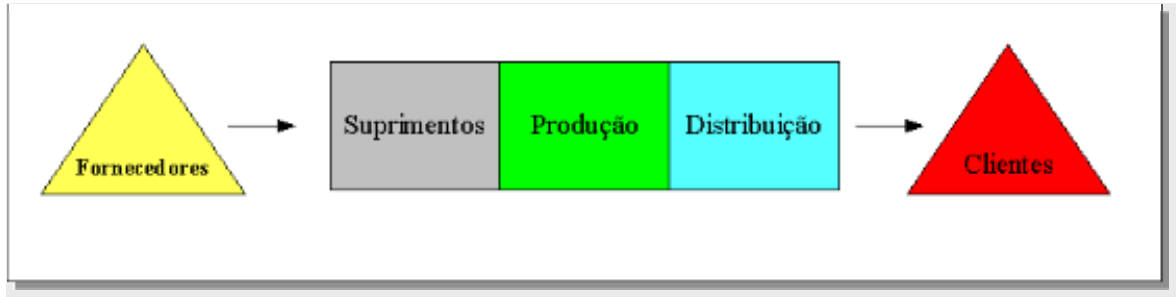 Fornecedores
Suprimentos
Produção
Distribuição
Clientes